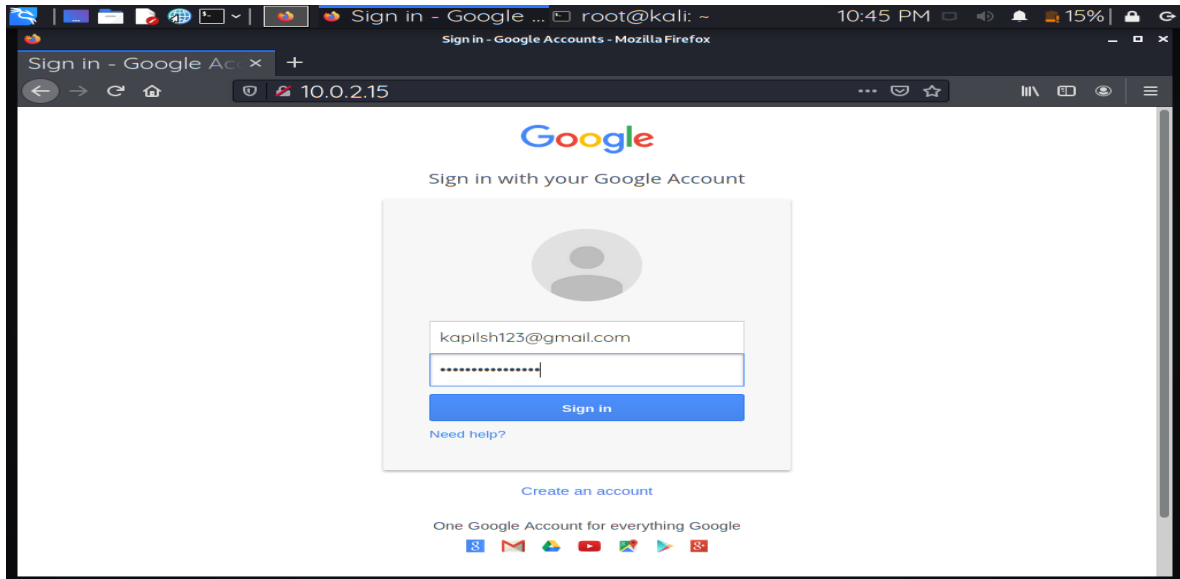 Sign in - Google ... root@kali: ~ 10:45 PM 15%
Sign in - Google Accounts - Mozilla Firefox
Sign in - Google Acc
10.0.2.15
Google
Sign in with your Google Account
kapilsh123@gmail.com
••••••••••••••••
Sign in
Need help?
Create an account
One Google Account for everything Google